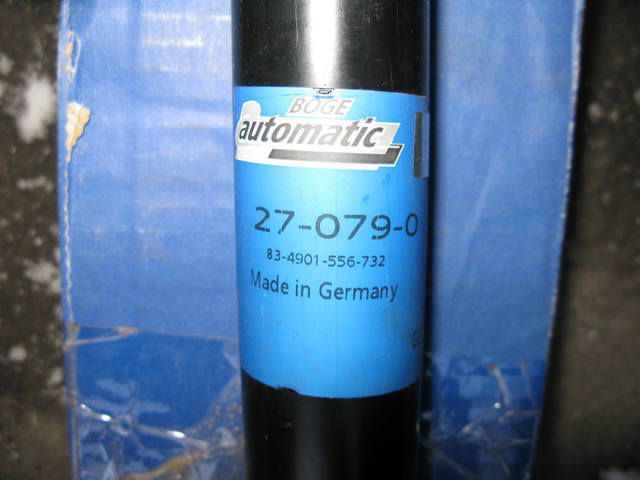 BOGE
automatic
27-079-0
83-4901-556-732
Made in Germany